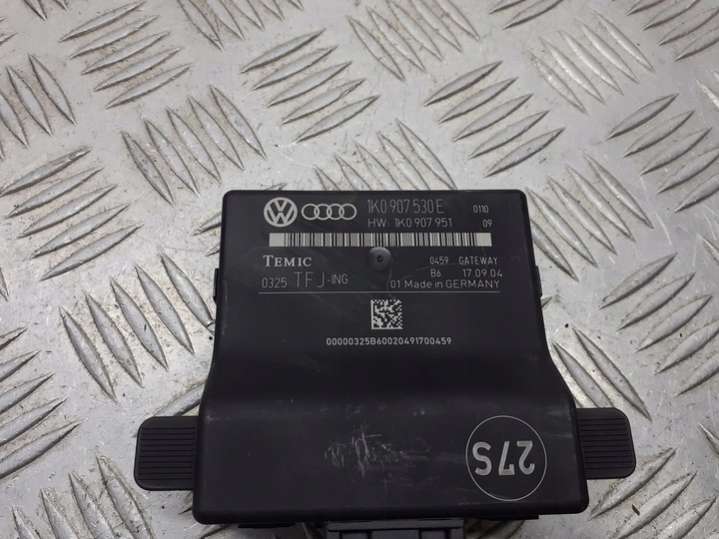 1K0 907 530 E 0110
HW: 1K0 907 951 09
TEMIC 0459 GATEWAY
B6 17 09 04
0325 TFJ-ING 01 Made in GERMANY
00000325B60020491700459
27S